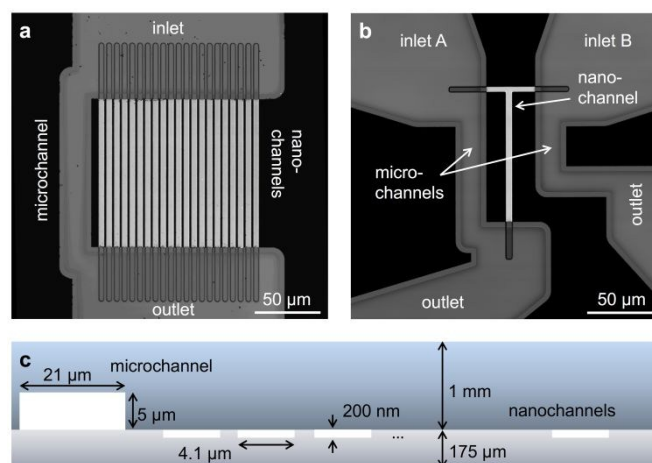 a
inlet
microchannel
nano-
channels
outlet
50 µm
b
inlet A
inlet B
nano-
channel
micro-
channels
outlet
outlet
50 µm
c
microchannel
21 µm
5 µm
200 nm
4.1 µm
...
1 mm
nanochannels
175 µm